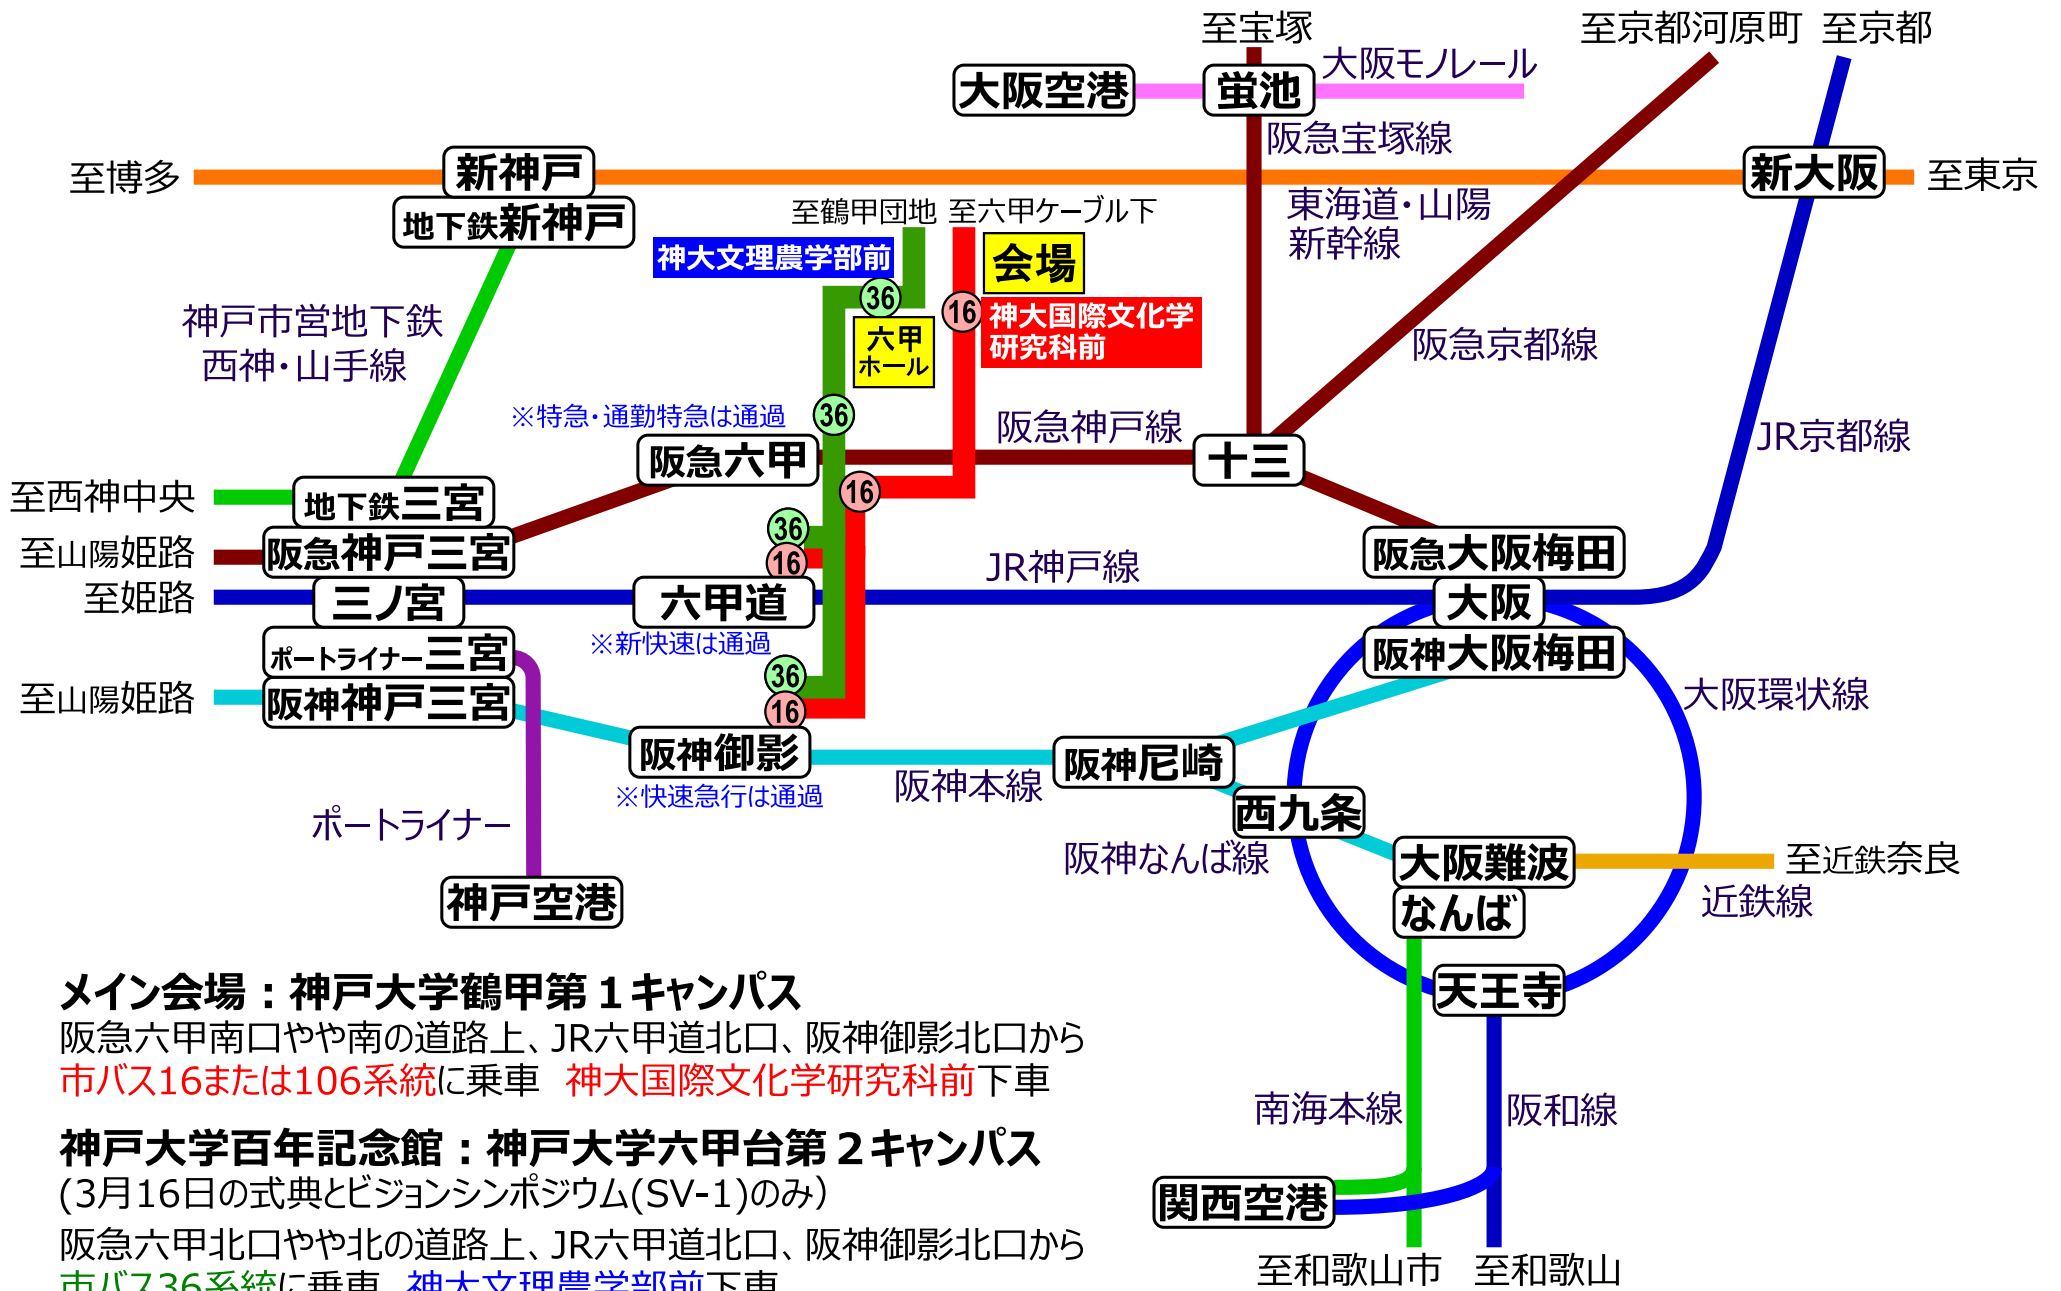 至宝塚
至京都河原町
至京都
大阪モノレール
大阪空港
蛍池
阪急宝塚線
至博多
新神戸
新大阪
至東京
地下鉄新神戸
至鶴甲団地
至六甲ケーブル下
東海道・山陽
新幹線
神大文理農学部前
会場
36
16
神大国際文化学
研究科前
神戸市営地下鉄
西神・山手線
六甲
ホール
阪急京都線
※特急・通勤特急は通過
36
阪急神戸線
JR京都線
阪急六甲
十三
至西神中央
地下鉄三宮
16
36
至山陽姫路
阪急神戸三宮
16
JR神戸線
阪急大阪梅田
至姫路
三ノ宮
六甲道
大阪
※新快速は通過
ポートライナー三宮
阪神大阪梅田
36
至山陽姫路
阪神神戸三宮
16
大阪環状線
阪神御影
阪神尼崎
※快速急行は通過
阪神本線
ポートライナー
西九条
阪神なんば線
大阪難波
至近鉄奈良
神戸空港
なんば
近鉄線
天王寺
メイン会場：神戸大学鶴甲第１キャンパス
阪急六甲南口やや南の道路上、JR六甲道北口、阪神御影北口から
市バス16または106系統に乗車　神大国際文化学研究科前下車
南海本線
阪和線
神戸大学百年記念館：神戸大学六甲台第２キャンパス
(3月16日の式典とビジョンシンポジウム(SV-1)のみ）
関西空港
阪急六甲北口やや北の道路上、JR六甲道北口、阪神御影北口から
至和歌山市
至和歌山
市バス36系統に乗車　神大文理農学部前下車